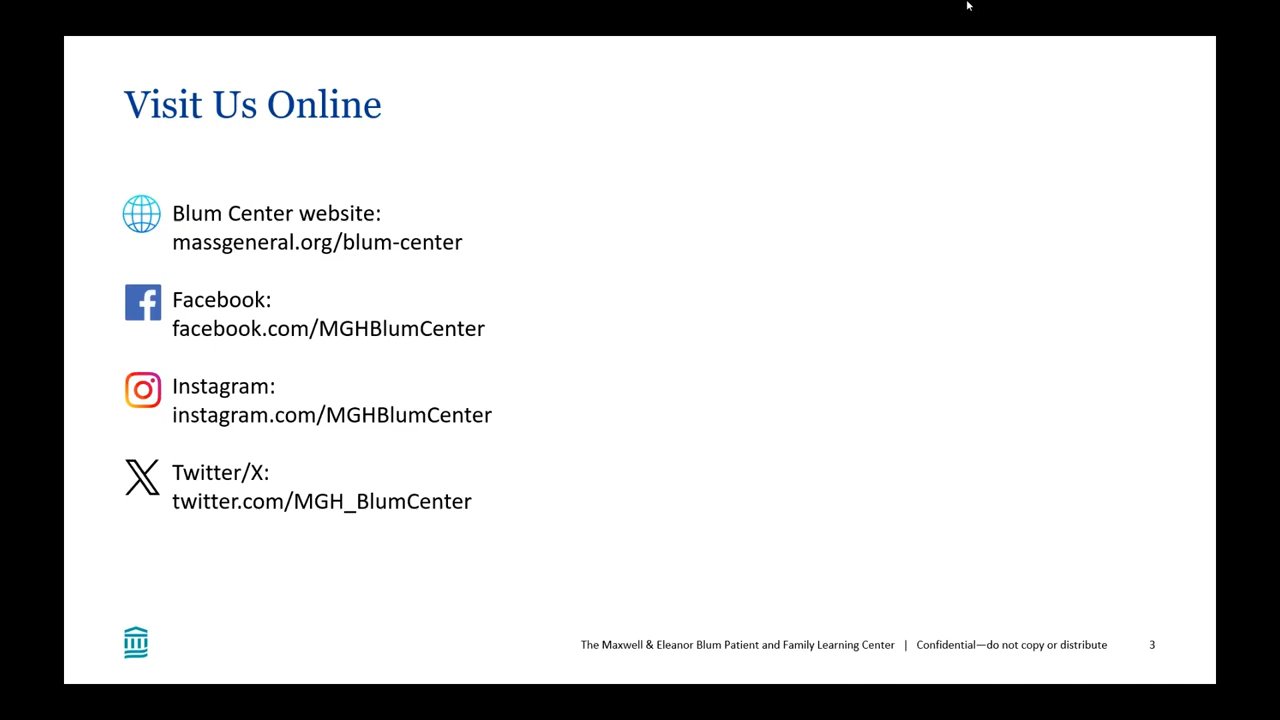 Visit Us Online
Blum Center website:
massgeneral.org/blum-center
Facebook:
facebook.com/MGHBlumCenter
Instagram:
instagram.com/MGHBlumCenter
Twitter/X:
twitter.com/MGH_BlumCenter
The Maxwell & Eleanor Blum Patient and Family Learning Center | Confidential—do not copy or distribute 3